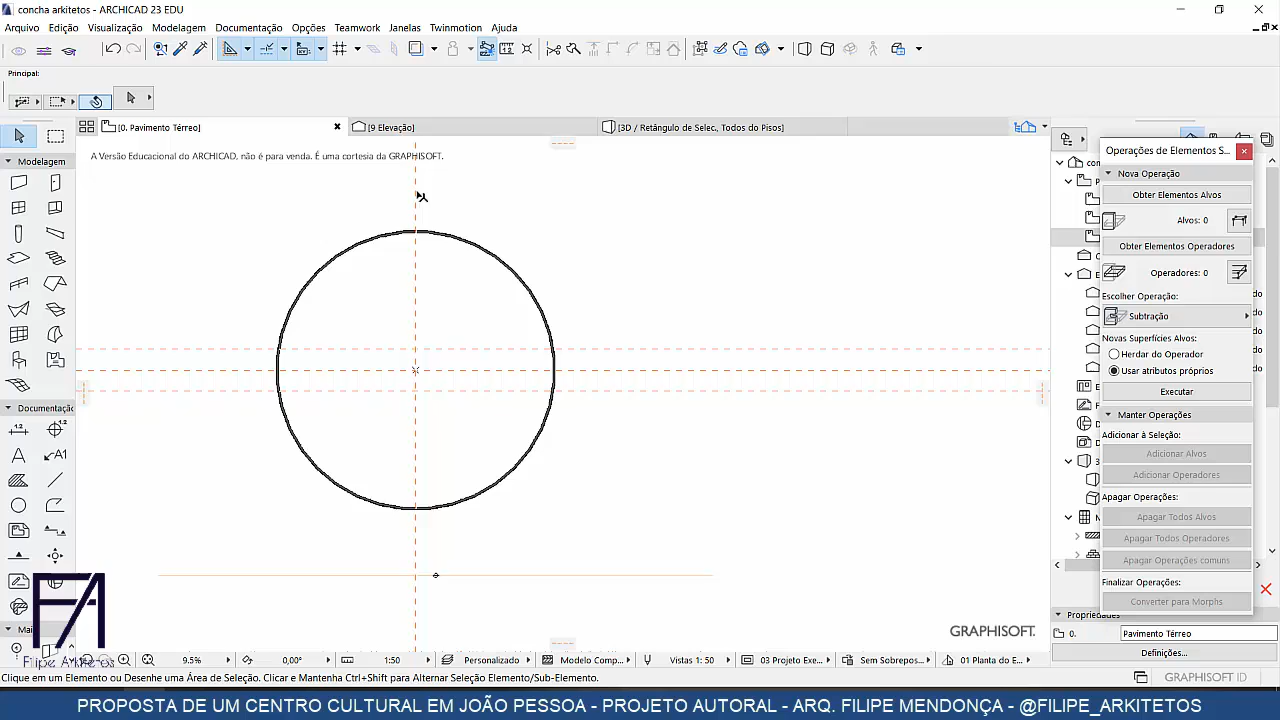 concha arkitetos - ARCHICAD 23 EDU
Arquivo Edição Visualização Modelagem Documentação Opções Teamwork Janelas Twinmotion Ajuda
Principal:
[0. Pavimento Térreo]
[9 Elevação]
[3D / Retângulo de Selec., Todos do Pisos]
A Versão Educacional do ARCHICAD, não é para venda. É uma cortesia da GRAPHISOFT.
Modelagem
Documentação
A1
Operações de Elementos S...
Nova Operação
Obter Elementos Alvos
Alvos: 0
Obter Elementos Operadores
Operadores: 0
Escolher Operação:
Subtração
Novas Superfícies Alvos:
Herdar do Operador
Usar atributos próprios
Executar
Manter Operações
Adicionar à Seleção:
Adicionar Alvos
Adicionar Operadores
Apagar Operações:
Apagar Todos Alvos
Apagar Todos Operadores
Apagar Operações comuns
Finalizar Operações:
Converter para Morphs
Propriedades
0. Pavimento Térreo
Definições...
GRAPHISOFT.
FA
Filipe Arkitetos
9.5% 0,00° 1:50 Personalizado Modelo Comp... Vistas 1: 50 03 Projeto Exe... Sem Sobrepos... 01 Planta do E...
Clique em um Elemento ou Desenhe uma Área de Seleção. Clicar e Mantenha Ctrl+Shift para Alternar Seleção Elemento/Sub-Elemento.
GRAPHISOFT ID
PROPOSTA DE UM CENTRO CULTURAL EM JOÃO PESSOA - PROJETO AUTORAL - ARQ. FILIPE MENDONÇA - @FILIPE_ARKITETOS